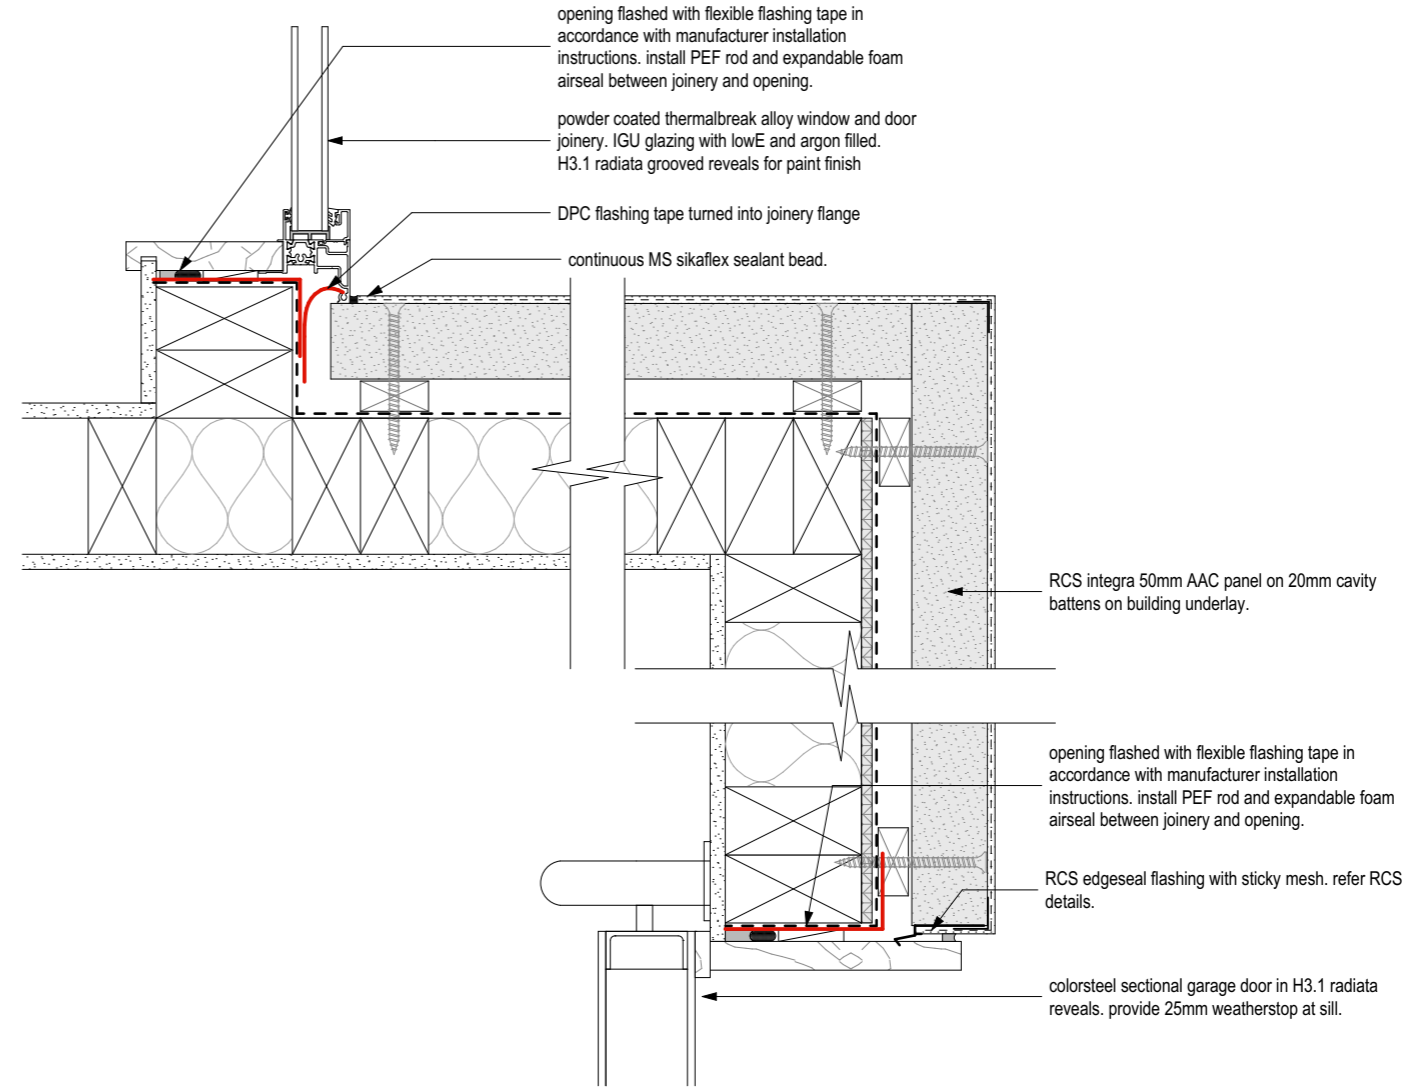 opening flashed with flexible flashing tape in
accordance with manufacturer installation
instructions. install PEF rod and expandable foam
airseal between joinery and opening.
powder coated thermalbreak alloy window and door
joinery. IGU glazing with lowE and argon filled.
H3.1 radiata grooved reveals for paint finish
DPC flashing tape turned into joinery flange
continuous MS sikaflex sealant bead.
RCS integra 50mm AAC panel on 20mm cavity
battens on building underlay.
opening flashed with flexible flashing tape in
accordance with manufacturer installation
instructions. install PEF rod and expandable foam
airseal between joinery and opening.
RCS edgeseal flashing with sticky mesh. refer RCS
details.
colorsteel sectional garage door in H3.1 radiata
reveals. provide 25mm weatherstop at sill.